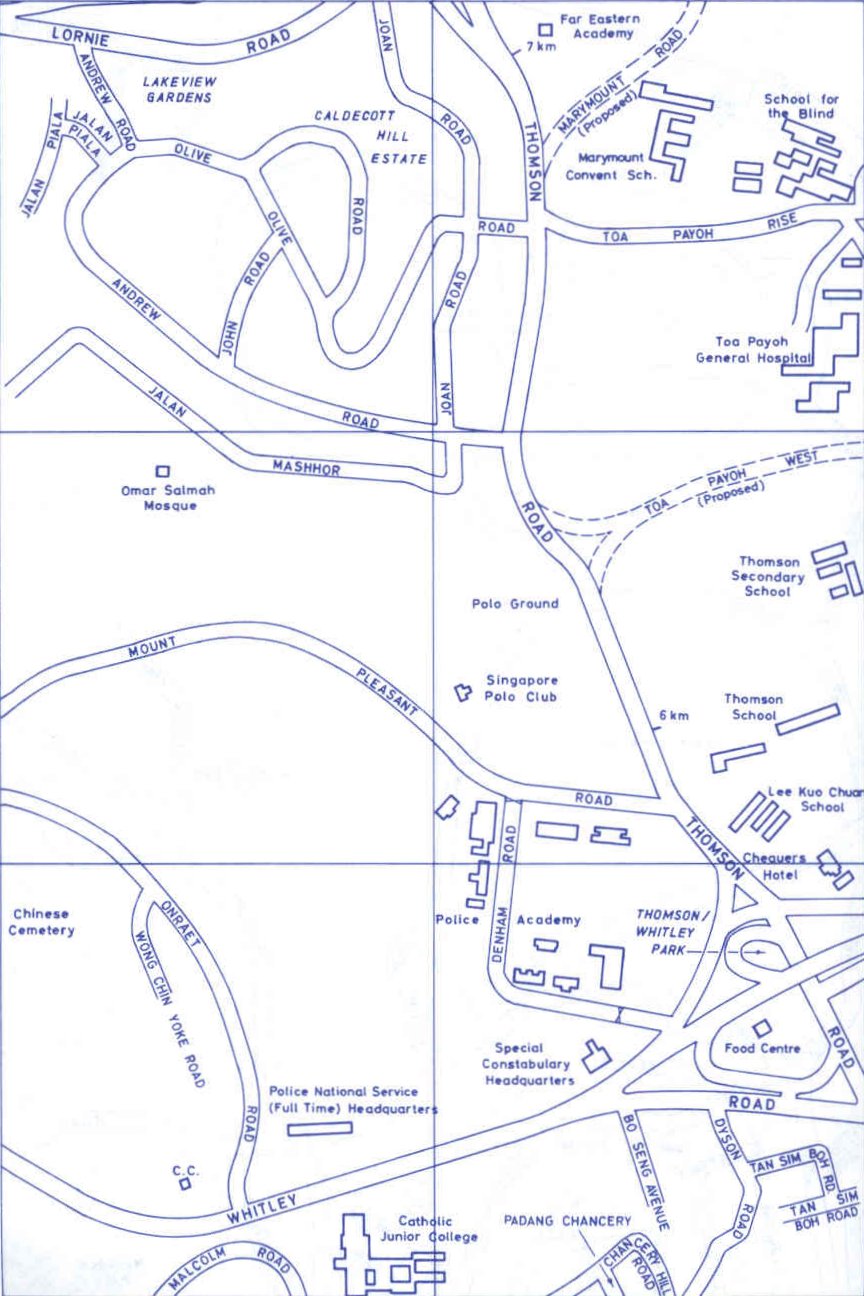 LORNIE
ROAD
JOAN
ROAD
Far Eastern
Academy
7 km
MARYMOUNT
ROAD
(Proposed)
ANDREW
ROAD
LAKEVIEW
GARDENS
CALDECOTT
HILL
ESTATE
School for
the Blind
JALAN
PIALA
JALAN
PIALA
OLIVE
THOMSON
Marymount
Convent Sch.
OLIVE
ROAD
ROAD
TOA
PAYOH
RISE
ROAD
JOHN
ROAD
JOAN
ANDREW
Toa Payoh
General Hospital
JALAN
ROAD
MASHHOR
Omar Salmah
Mosque
ROAD
TOA
PAYOH
WEST
(Proposed)
Thomson
Secondary
School
Polo Ground
MOUNT
PLEASANT
Singapore
Polo Club
Thomson
School
6 km
ROAD
Lee Kuo Chuan
School
THOMSON
ROAD
Chequers
Hotel
Chinese
Cemetery
ONRAET
Police
Academy
DENHAM
THOMSON/
WHITLEY
PARK
WONG CHIN YOKE ROAD
Special
Constabulary
Headquarters
Food Centre
ROAD
Police National Service
(Full Time) Headquarters
ROAD
ROAD
BO SENG AVENUE
DYSON
TAN SIM BOH RD
TAN SIM
BOH ROAD
C.C.
WHITLEY
ROAD
Catholic
Junior College
PADANG CHANCERY
CHANCERY HILL
ROAD
MALCOLM
ROAD